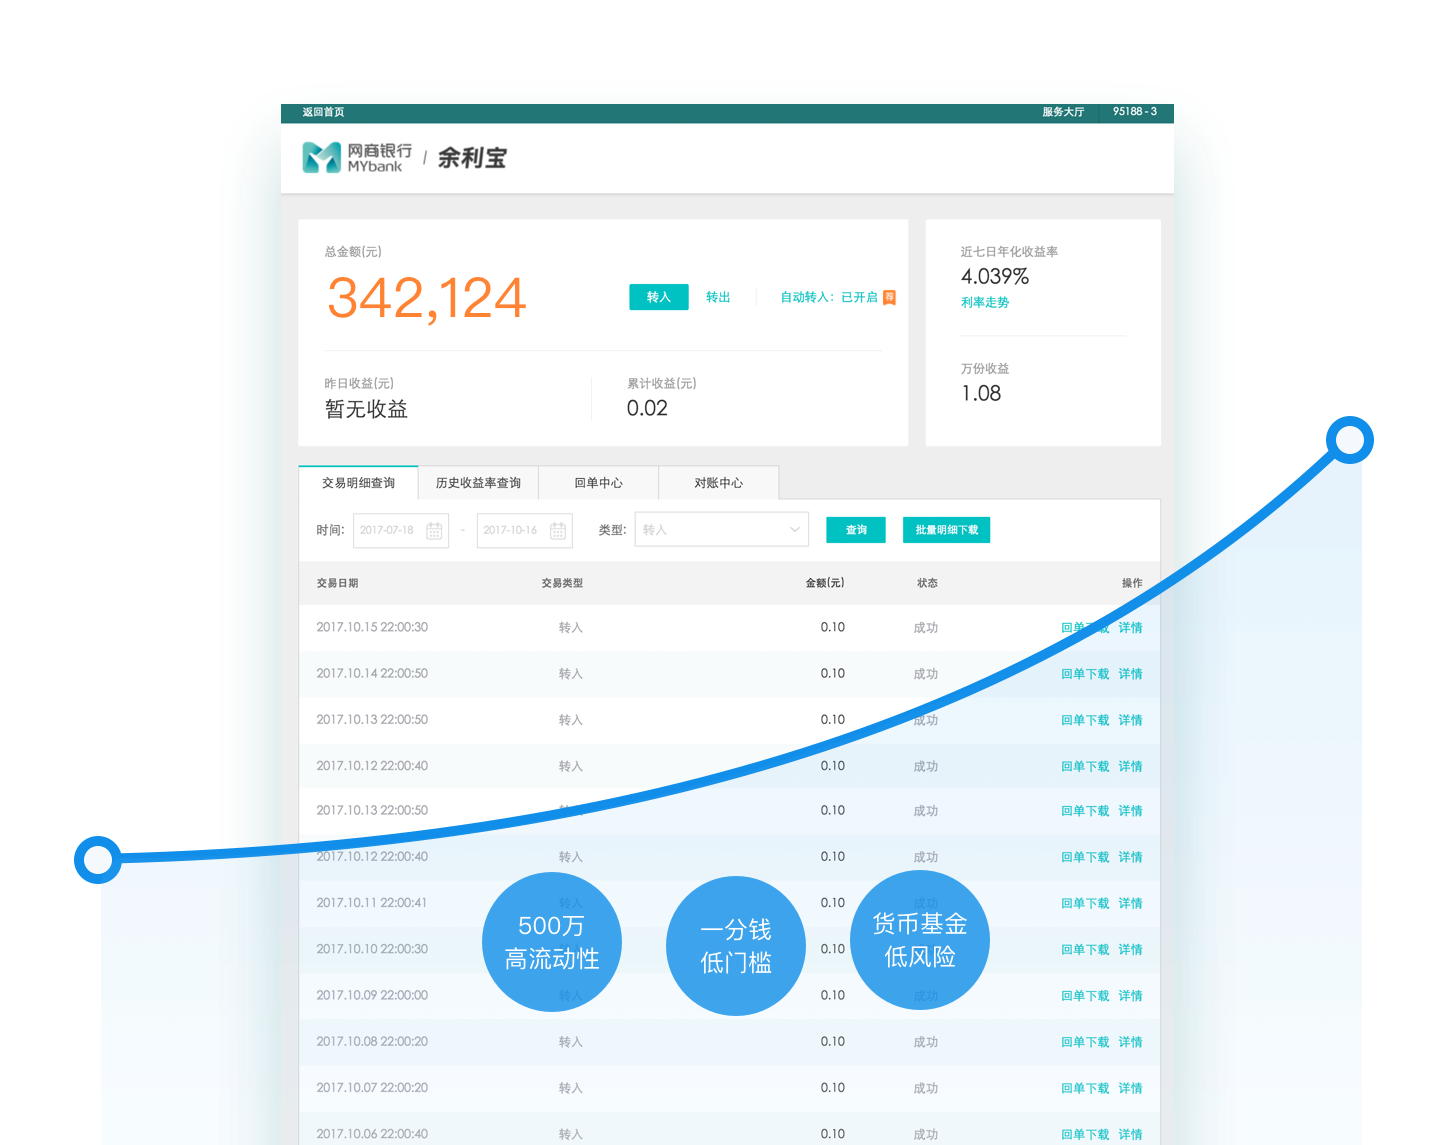 返回首页 服务大厅 95188-3
网商银行 MYbank / 余利宝
总金额(元)
342,124
转入 转出 自动转入：已开启 荐
昨日收益(元) 累计收益(元)
暂无收益 0.02
近七日年化收益率
4.039%
利率走势
万份收益
1.08
交易明细查询 历史收益率查询 回单中心 对账中心
时间: 2017-07-18 - 2017-10-16 类型: 转入 查询 批量明细下载
交易日期 交易类型 金额(元) 状态 操作
2017.10.15 22:00:30 转入 0.10 成功 回单下载 详情
2017.10.14 22:00:50 转入 0.10 成功 回单下载 详情
2017.10.13 22:00:50 转入 0.10 成功 回单下载 详情
2017.10.12 22:00:40 转入 0.10 成功 回单下载 详情
2017.10.13 22:00:50 转入 0.10 成功 回单下载 详情
2017.10.12 22:00:40 转入 0.10 成功 回单下载 详情
2017.10.11 22:00:41 转入 0.10 成功 回单下载 详情
2017.10.10 22:00:30 0.10 回单下载 详情
2017.10.09 22:00:00 转入 0.10 成功 回单下载 详情
2017.10.08 22:00:20 转入 0.10 成功 回单下载 详情
2017.10.07 22:00:20 转入 0.10 成功 回单下载 详情
2017.10.06 22:00:40 转入 0.10 成功 回单下载 详情
500万
高流动性
一分钱
低门槛
货币基金
低风险